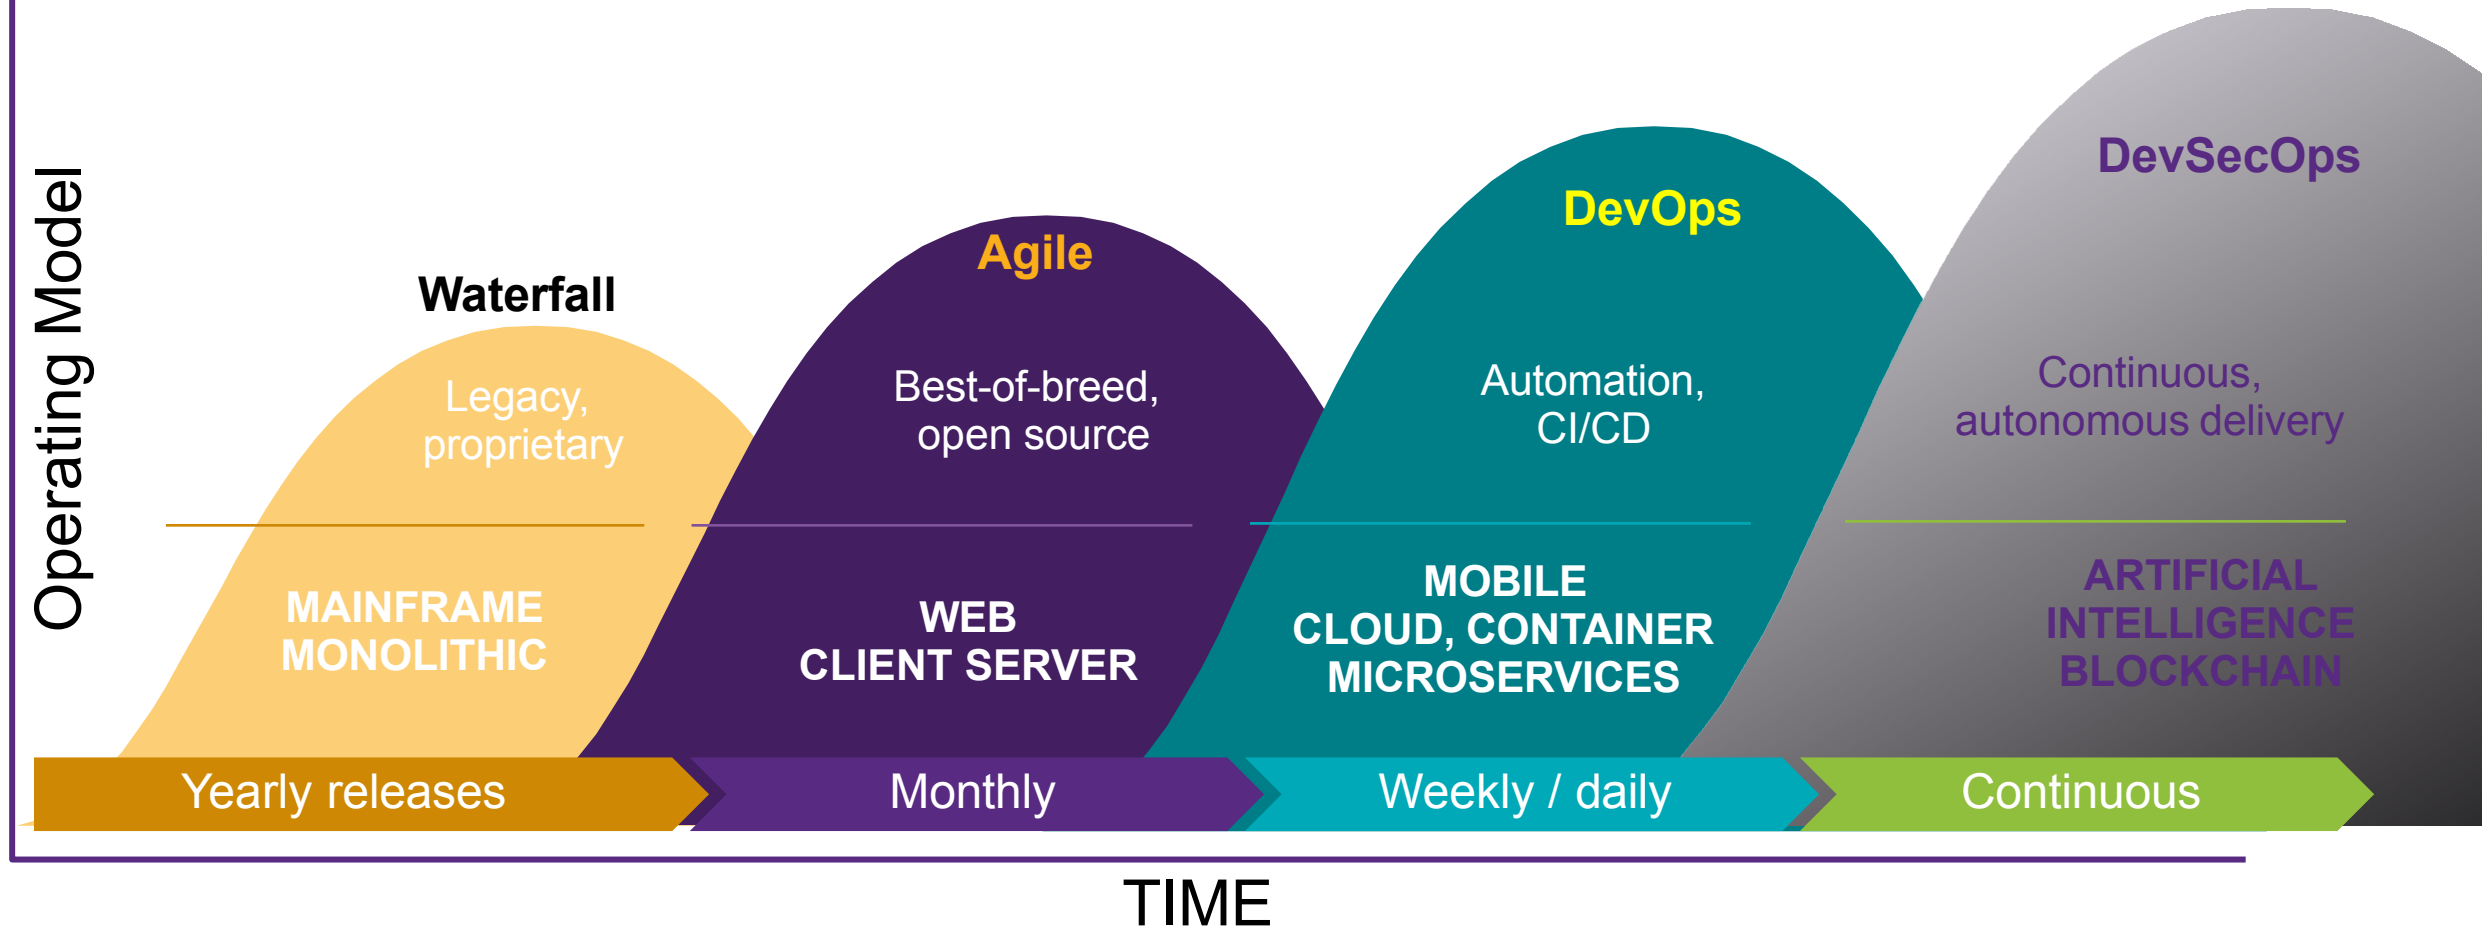 Operating Model
Waterfall
Legacy,
proprietary
MAINFRAME
MONOLITHIC
Yearly releases
Agile
Best-of-breed,
open source
WEB
CLIENT SERVER
Monthly
DevOps
Automation,
CI/CD
MOBILE
CLOUD, CONTAINER
MICROSERVICES
Weekly / daily
DevSecOps
Continuous,
autonomous delivery
ARTIFICIAL
INTELLIGENCE
BLOCKCHAIN
Continuous
TIME